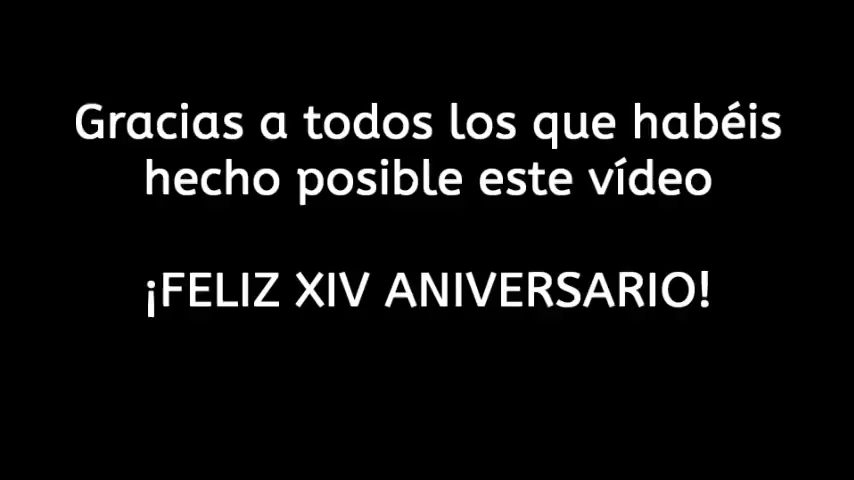 Gracias a todos los que habéis
hecho posible este vídeo
¡FELIZ XIV ANIVERSARIO!